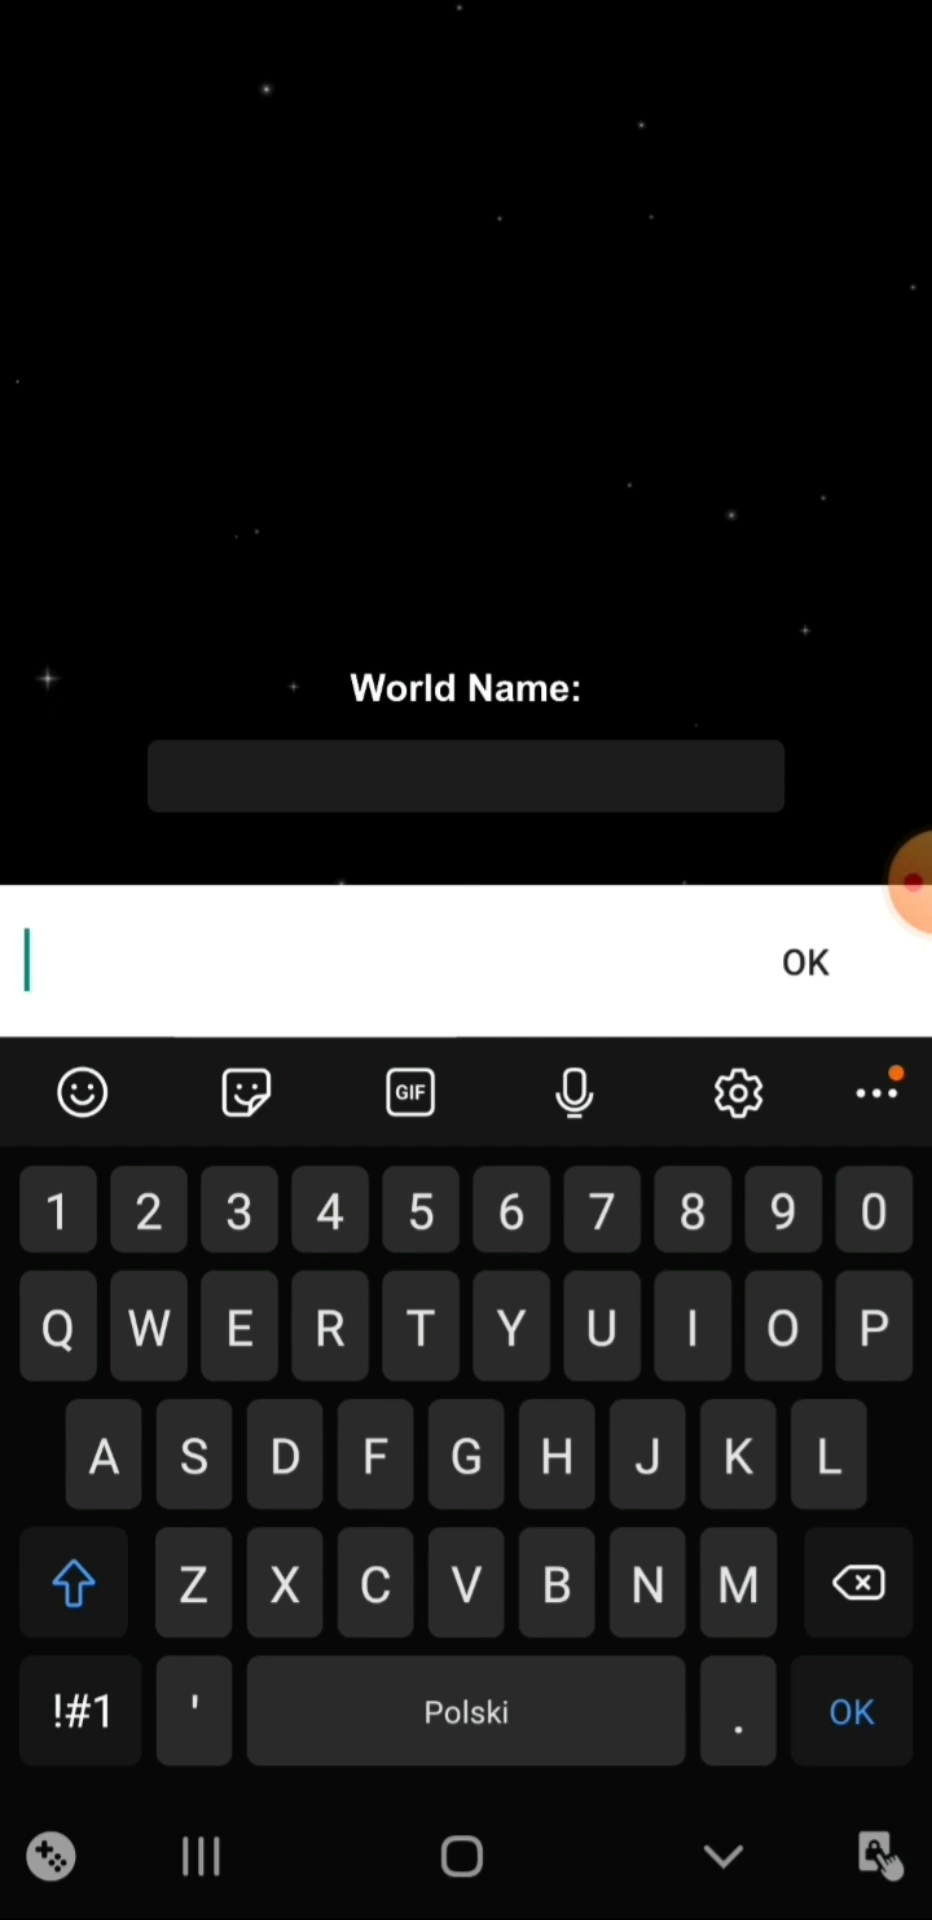 World Name:
OK
GIF
1 2 3 4 5 6 7 8 9 0
Q W E R T Y U I O P
A S D F G H J K L
Z X C V B N M
!#1 ' Polski . OK